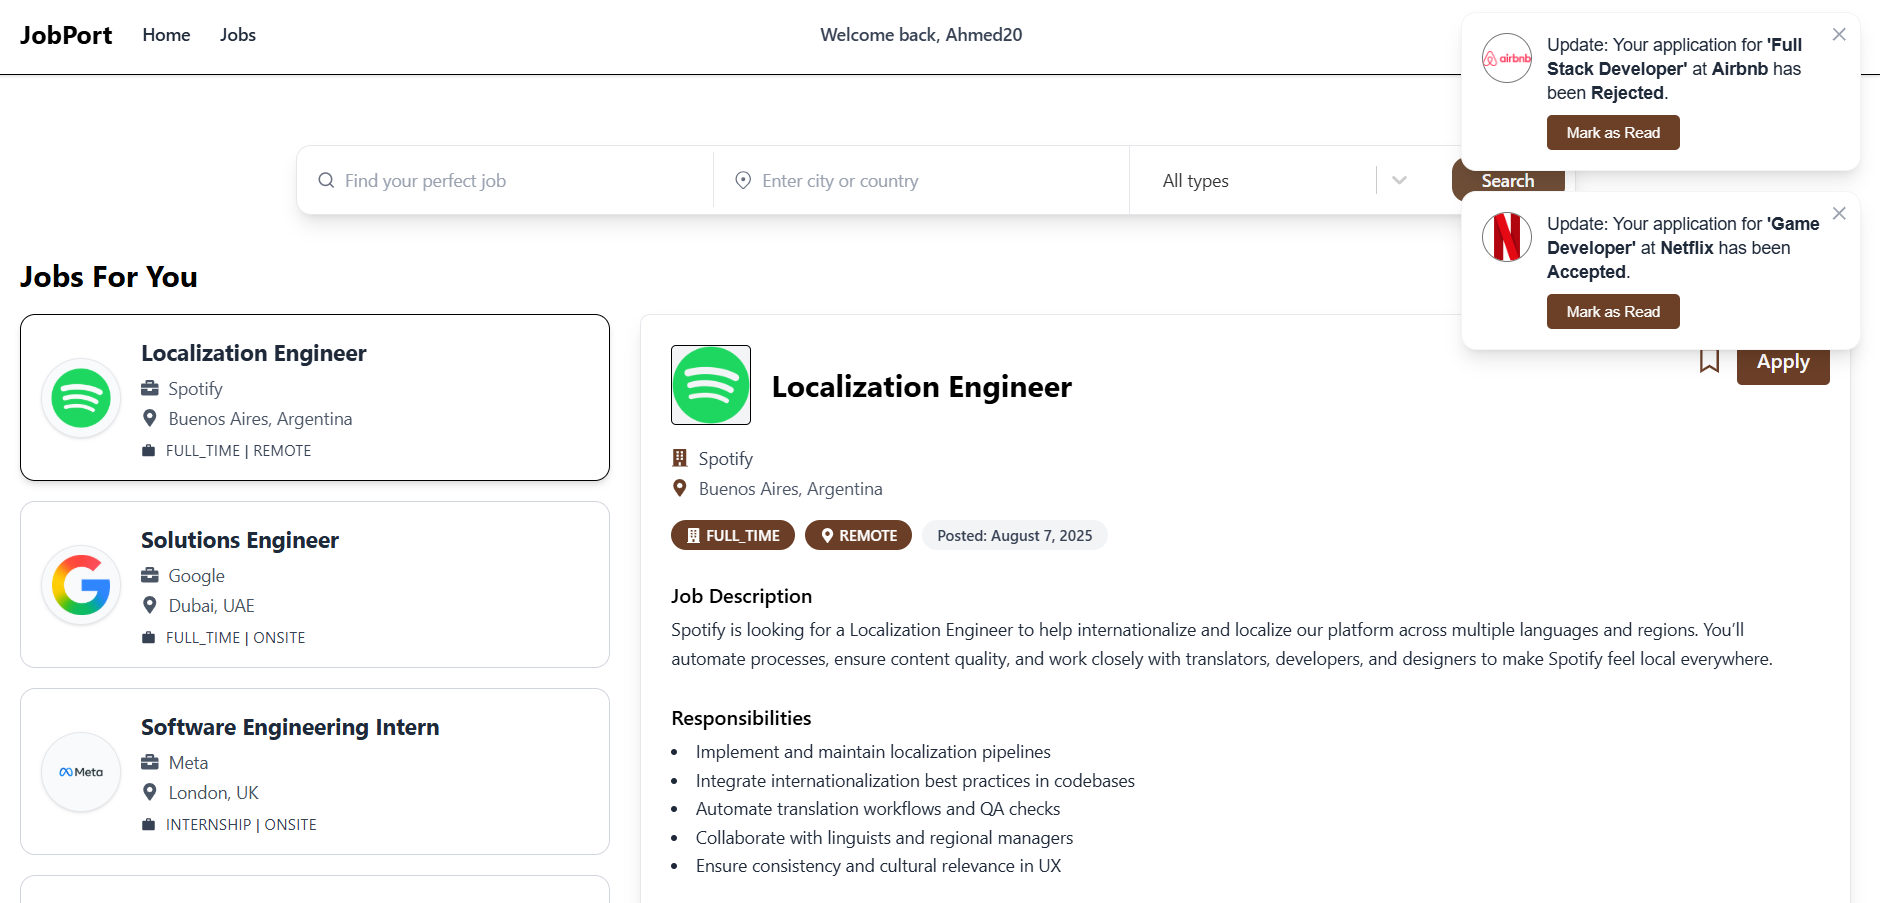 JobPort
Home
Jobs
Welcome back, Ahmed20
airbnb
Update: Your application for 'Full
Stack Developer' at Airbnb has
been Rejected.
Mark as Read
Find your perfect job
Enter city or country
All types
Search
Update: Your application for 'Game
Developer' at Netflix has been
Accepted.
Mark as Read
Jobs For You
Localization Engineer
Spotify
Buenos Aires, Argentina
FULL_TIME | REMOTE
Solutions Engineer
Google
Dubai, UAE
FULL_TIME | ONSITE
Meta
Software Engineering Intern
Meta
London, UK
INTERNSHIP | ONSITE
Localization Engineer
Apply
Spotify
Buenos Aires, Argentina
FULL_TIME
REMOTE
Posted: August 7, 2025
Job Description
Spotify is looking for a Localization Engineer to help internationalize and localize our platform across multiple languages and regions. You’ll
automate processes, ensure content quality, and work closely with translators, developers, and designers to make Spotify feel local everywhere.
Responsibilities
• Implement and maintain localization pipelines
• Integrate internationalization best practices in codebases
• Automate translation workflows and QA checks
• Collaborate with linguists and regional managers
• Ensure consistency and cultural relevance in UX